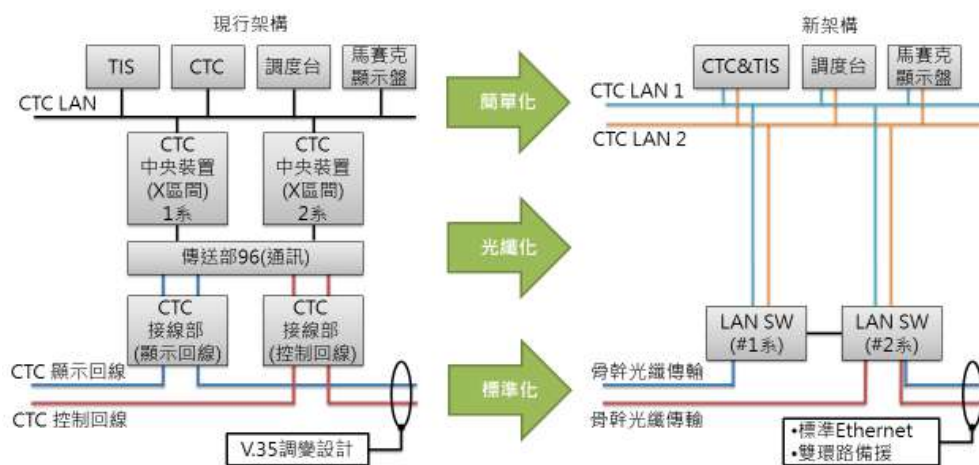 現行架構
新架構
TIS
CTC
調度台
馬賽克
顯示盤
CTC LAN
CTC
中央裝置
(X區間)
1系
CTC
中央裝置
(X區間)
2系
傳送部96(通訊)
CTC
接線部
(顯示回線)
CTC
接線部
(控制回線)
CTC 顯示回線
CTC 控制回線
V.35調變設計
簡單化
光纖化
標準化
CTC&TIS
調度台
馬賽克
顯示盤
CTC LAN 1
CTC LAN 2
LAN SW
(#1系)
LAN SW
(#2系)
骨幹光纖傳輸
骨幹光纖傳輸
•標準Ethernet
•雙環路備援